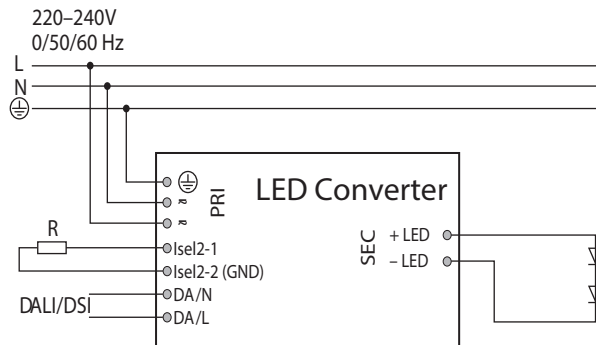 220–240V
0/50/60 Hz
L
N
LED Converter
PRI
~
~
R
Isel2-1
Isel2-2 (GND)
DALI/DSI
DA/N
DA/L
SEC
+ LED
– LED